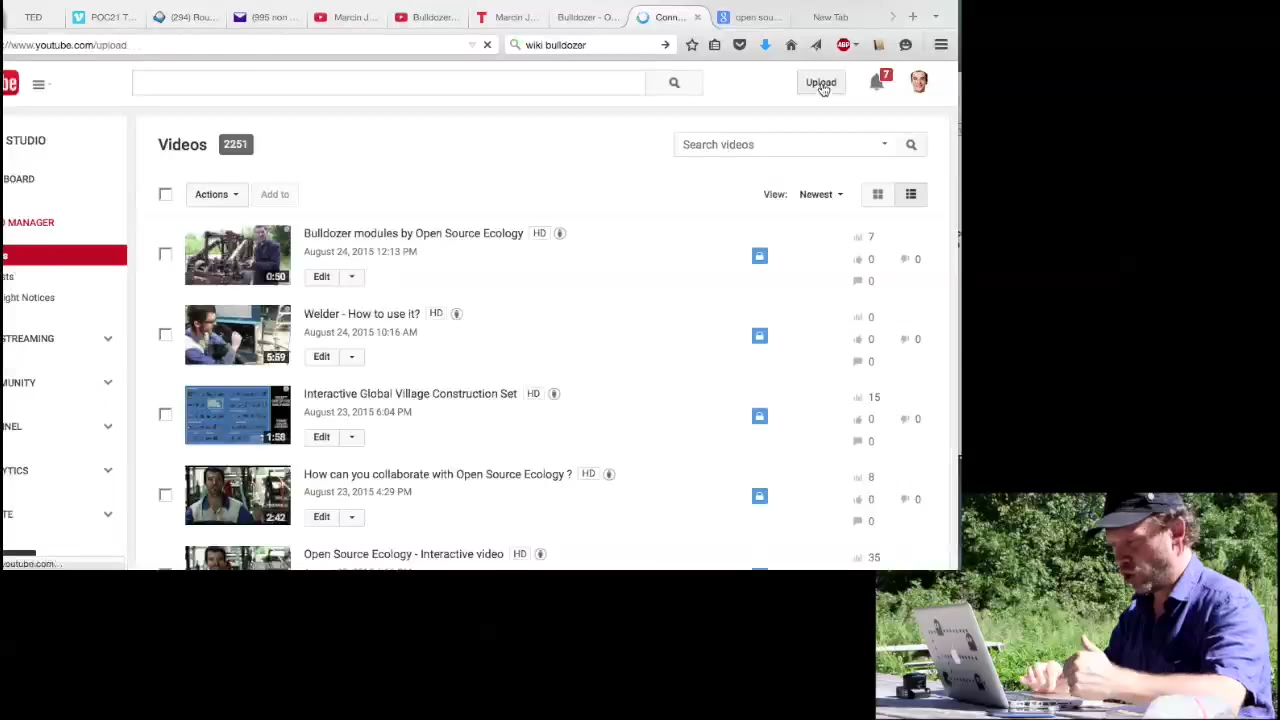 TED
POC21 T...
(294) Rou...
(995 non ...
Marcin J...
Bulldozer...
Marcin J...
Bulldozer - O...
Conn...
open sou...
New Tab
//www.youtube.com/upload
wiki bulldozer
ABP
be
Upload
7
STUDIO
Videos 2251
Search videos
BOARD
Actions
Add to
View: Newest
MANAGER
Bulldozer modules by Open Source Ecology HD
7
August 24, 2015 12:13 PM
0 0
0:50
Edit
0
ight Notices
Welder - How to use it? HD
0
August 24, 2015 10:16 AM
0 0
5:59
Edit
0
STREAMING
MUNITY
Interactive Global Village Construction Set HD
15
August 23, 2015 6:04 PM
0 0
11:58
Edit
0
NNEL
YTICS
How can you collaborate with Open Source Ecology ? HD
8
August 23, 2015 4:29 PM
0 0
2:42
Edit
0
TE
Open Source Ecology - Interactive video HD
35
youtube.com...